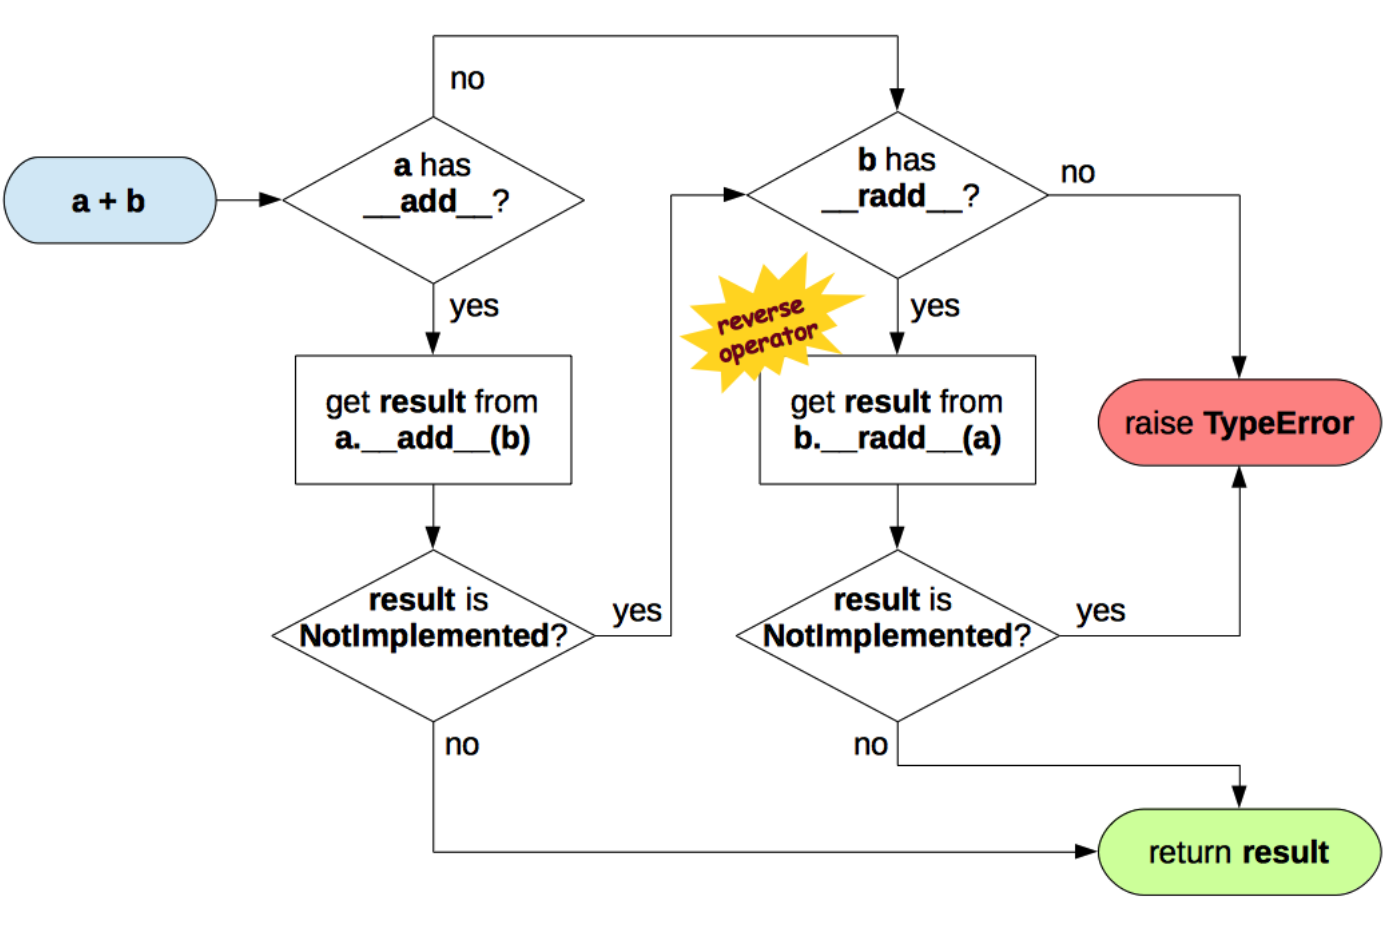 a + b
a has
__add__?
no
yes
get result from
a.__add__(b)
result is
NotImplemented?
yes
no
b has
__radd__?
no
yes
reverse
operator
get result from
b.__radd__(a)
result is
NotImplemented?
yes
no
raise TypeError
return result